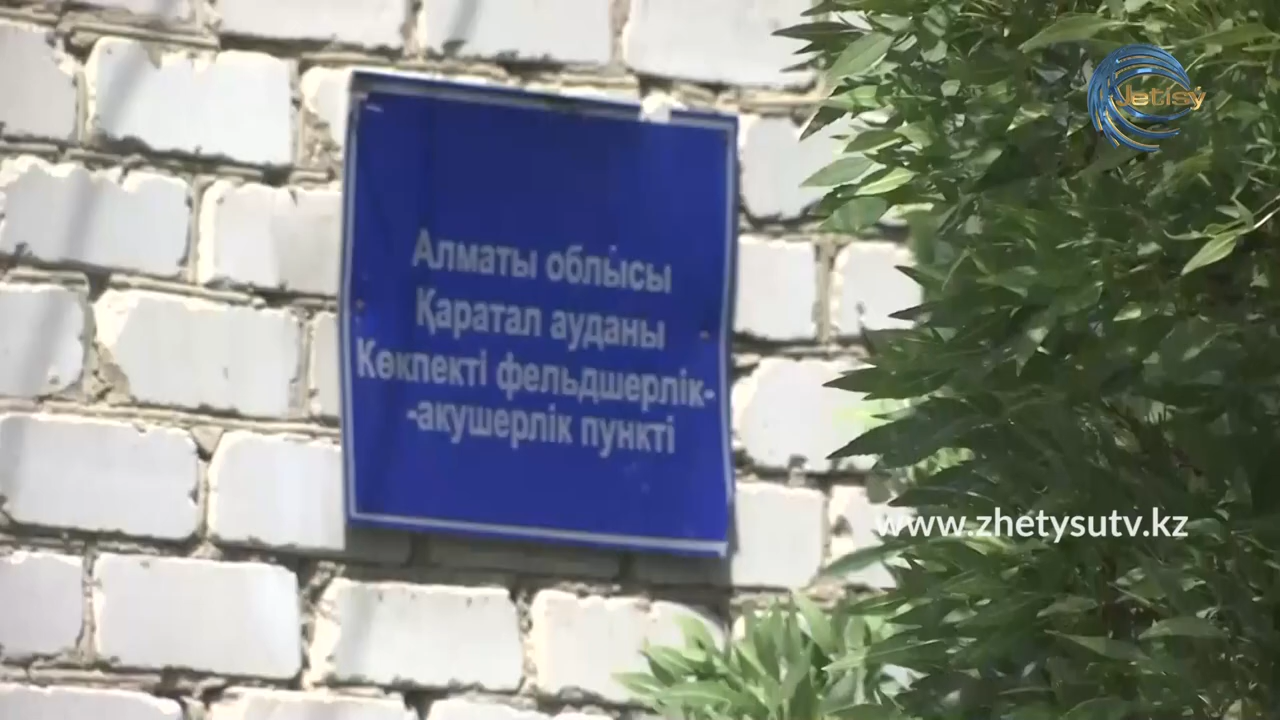 Jetisy
Алматы облысы
Қаратал ауданы
Көкпекті фельдшерлік-
-акушерлік пункті
www.zhetysutv.kz